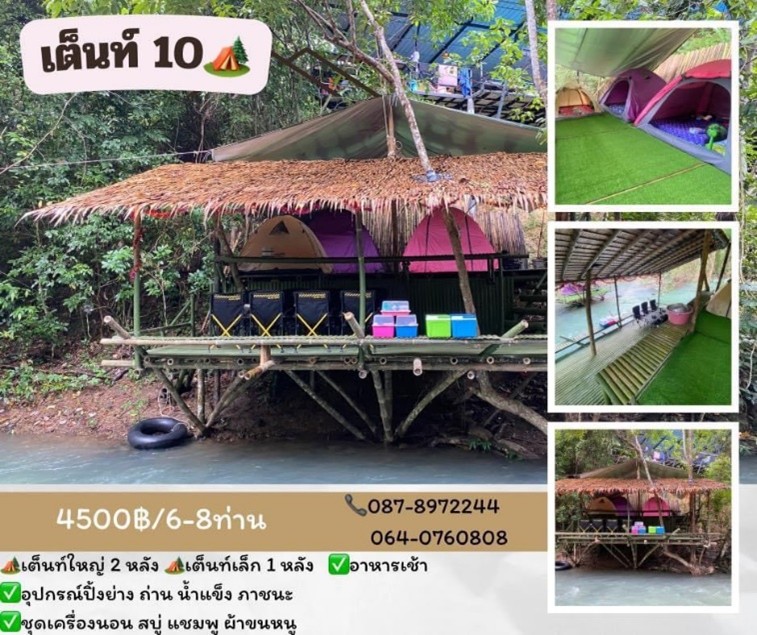 เต็นท์ 10🏕️
4500฿/6-8ท่าน
📞087-8972244
064-0760808
🏕️เต็นท์ใหญ่ 2 หลัง 🏕️เต็นท์เล็ก 1 หลัง ✅อาหารเช้า
✅อุปกรณ์ปิ้งย่าง ถ่าน น้ำแข็ง ภาชนะ
✅ชุดเครื่องนอน สบู่ แชมพู ผ้าขนหนู